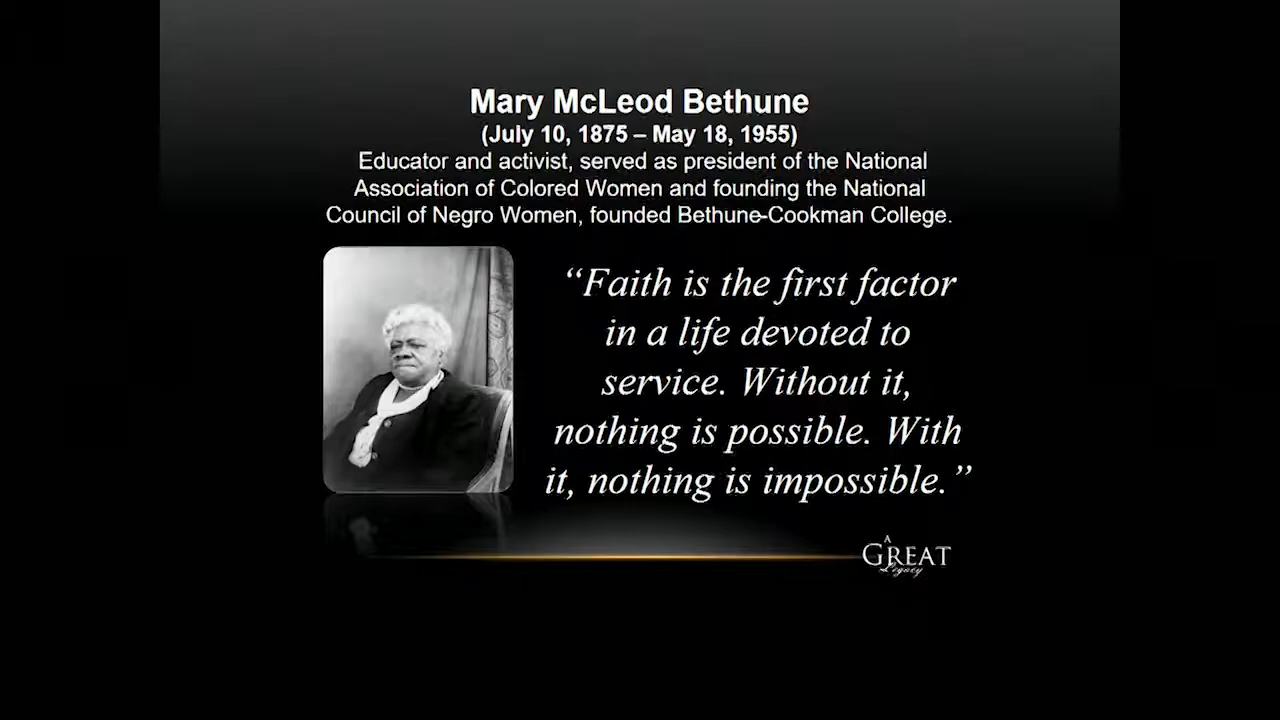 Mary McLeod Bethune
(July 10, 1875 – May 18, 1955)
Educator and activist, served as president of the National
Association of Colored Women and founding the National
Council of Negro Women, founded Bethune-Cookman College.
“Faith is the first factor
in a life devoted to
service. Without it,
nothing is possible. With
it, nothing is impossible.”
A
GREAT
Legacy